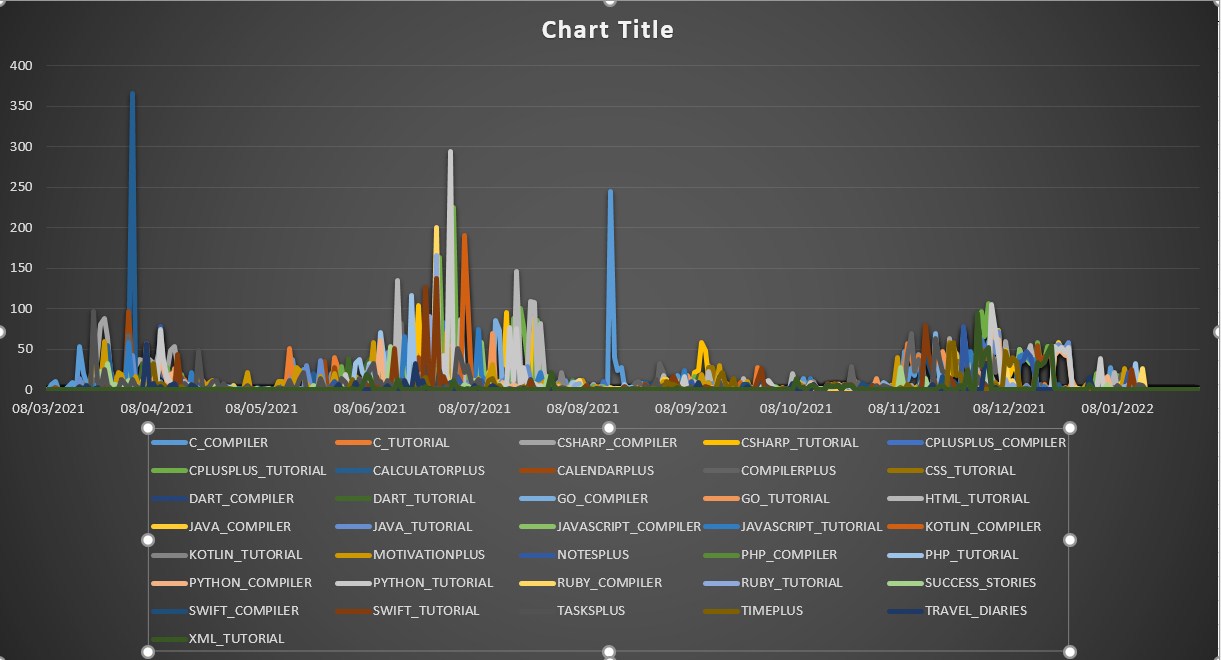 Chart Title
400
350
300
250
200
150
100
50
0
08/03/2021 08/04/2021 08/05/2021 08/06/2021 08/07/2021 08/08/2021 08/09/2021 08/10/2021 08/11/2021 08/12/2021 08/01/2022
C_COMPILER C_TUTORIAL CSHARP_COMPILER CSHARP_TUTORIAL CPLUSPLUS_COMPILER
CPLUSPLUS_TUTORIAL CALCULATORPLUS CALENDARPLUS COMPILERPLUS CSS_TUTORIAL
DART_COMPILER DART_TUTORIAL GO_COMPILER GO_TUTORIAL HTML_TUTORIAL
JAVA_COMPILER JAVA_TUTORIAL JAVASCRIPT_COMPILER JAVASCRIPT_TUTORIAL KOTLIN_COMPILER
KOTLIN_TUTORIAL MOTIVATIONPLUS NOTESPLUS PHP_COMPILER PHP_TUTORIAL
PYTHON_COMPILER PYTHON_TUTORIAL RUBY_COMPILER RUBY_TUTORIAL SUCCESS_STORIES
SWIFT_COMPILER SWIFT_TUTORIAL TASKSPLUS TIMEPLUS TRAVEL_DIARIES
XML_TUTORIAL